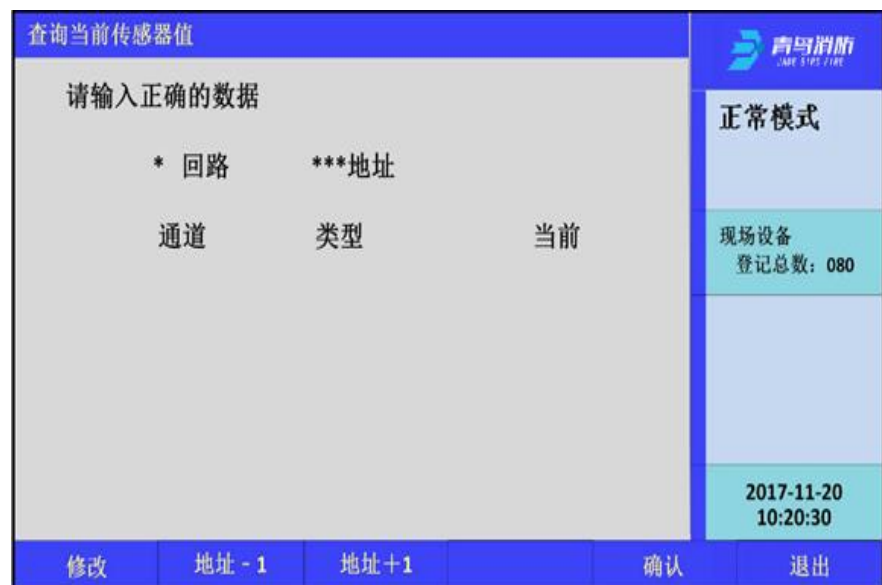 查询当前传感器值
请输入正确的数据
* 回路 ***地址
通道 类型 当前
青鸟消防
JADE BIRD FIRE
正常模式
现场设备
登记总数：080
2017-11-20
10:20:30
修改 地址－1 地址＋1 确认 退出